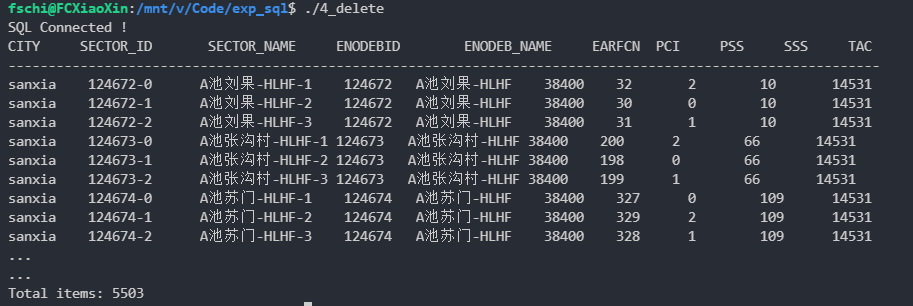 fschi@FCXiaoXin:/mnt/v/Code/exp_sql$ ./4_delete
SQL Connected !
CITY SECTOR_ID SECTOR_NAME ENODEBID ENODEB_NAME EARFCN PCI PSS SSS TAC
--------------------------------------------------------------------------------------------------------------
sanxia 124672-0 A池刘果-HLHF-1 124672 A池刘果-HLHF 38400 32 2 10 14531
sanxia 124672-1 A池刘果-HLHF-2 124672 A池刘果-HLHF 38400 30 0 10 14531
sanxia 124672-2 A池刘果-HLHF-3 124672 A池刘果-HLHF 38400 31 1 10 14531
sanxia 124673-0 A池张沟村-HLHF-1 124673 A池张沟村-HLHF 38400 200 2 66 14531
sanxia 124673-1 A池张沟村-HLHF-2 124673 A池张沟村-HLHF 38400 198 0 66 14531
sanxia 124673-2 A池张沟村-HLHF-3 124673 A池张沟村-HLHF 38400 199 1 66 14531
sanxia 124674-0 A池苏门-HLHF-1 124674 A池苏门-HLHF 38400 327 0 109 14531
sanxia 124674-1 A池苏门-HLHF-2 124674 A池苏门-HLHF 38400 329 2 109 14531
sanxia 124674-2 A池苏门-HLHF-3 124674 A池苏门-HLHF 38400 328 1 109 14531
...
...
Total items: 5503